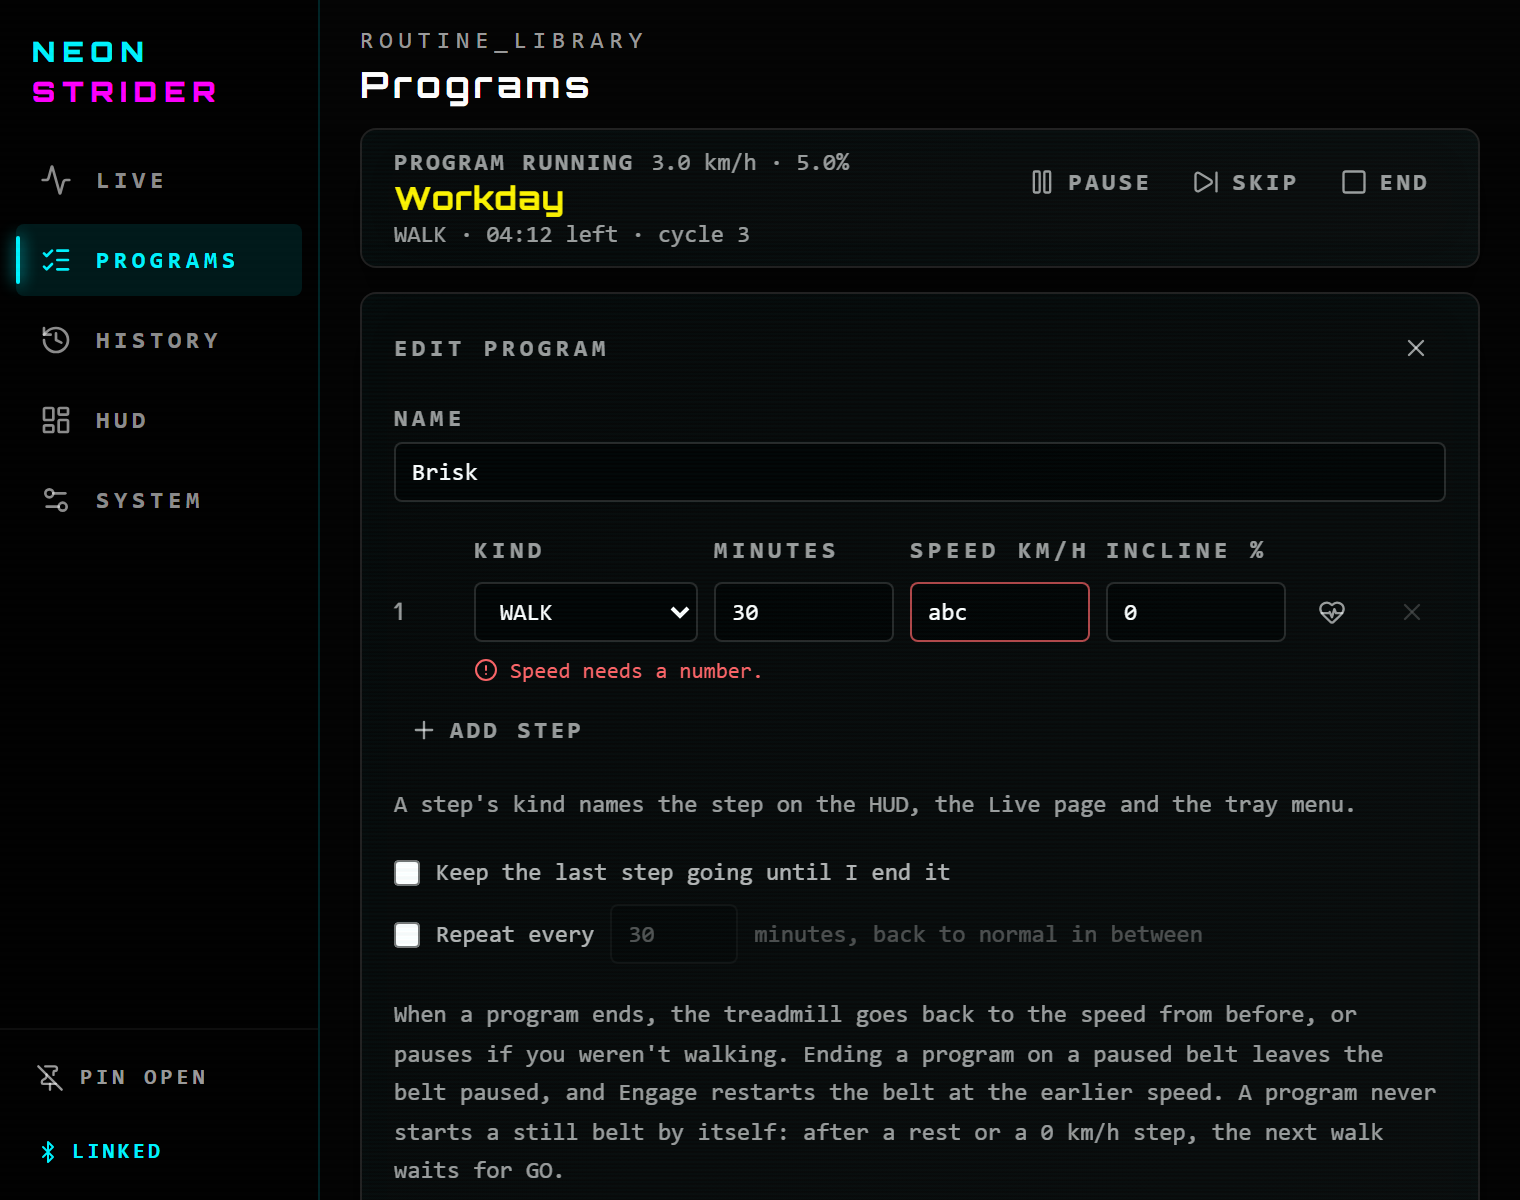 NEON
STRIDER
LIVE
PROGRAMS
HISTORY
HUD
SYSTEM
PIN OPEN
LINKED
ROUTINE_LIBRARY
Programs
PROGRAM RUNNING 3.0 km/h · 5.0%
Workday
WALK · 04:12 left · cycle 3
PAUSE SKIP END
EDIT PROGRAM
NAME
Brisk
KIND MINUTES SPEED KM/H INCLINE %
1 WALK 30 abc 0
Speed needs a number.
ADD STEP
A step's kind names the step on the HUD, the Live page and the tray menu.
Keep the last step going until I end it
Repeat every 30 minutes, back to normal in between
When a program ends, the treadmill goes back to the speed from before, or
pauses if you weren't walking. Ending a program on a paused belt leaves the
belt paused, and Engage restarts the belt at the earlier speed. A program never
starts a still belt by itself: after a rest or a 0 km/h step, the next walk
waits for GO.